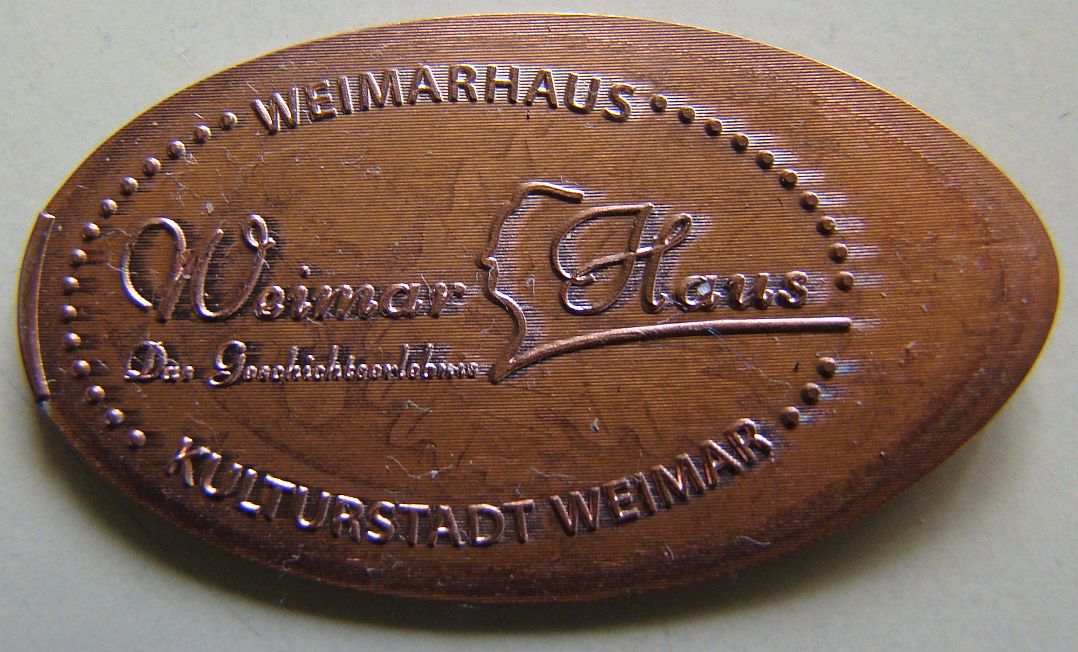 WEIMARHAUS
Weimar Haus
Das Geschichtserlebnis
KULTURSTADT WEIMAR